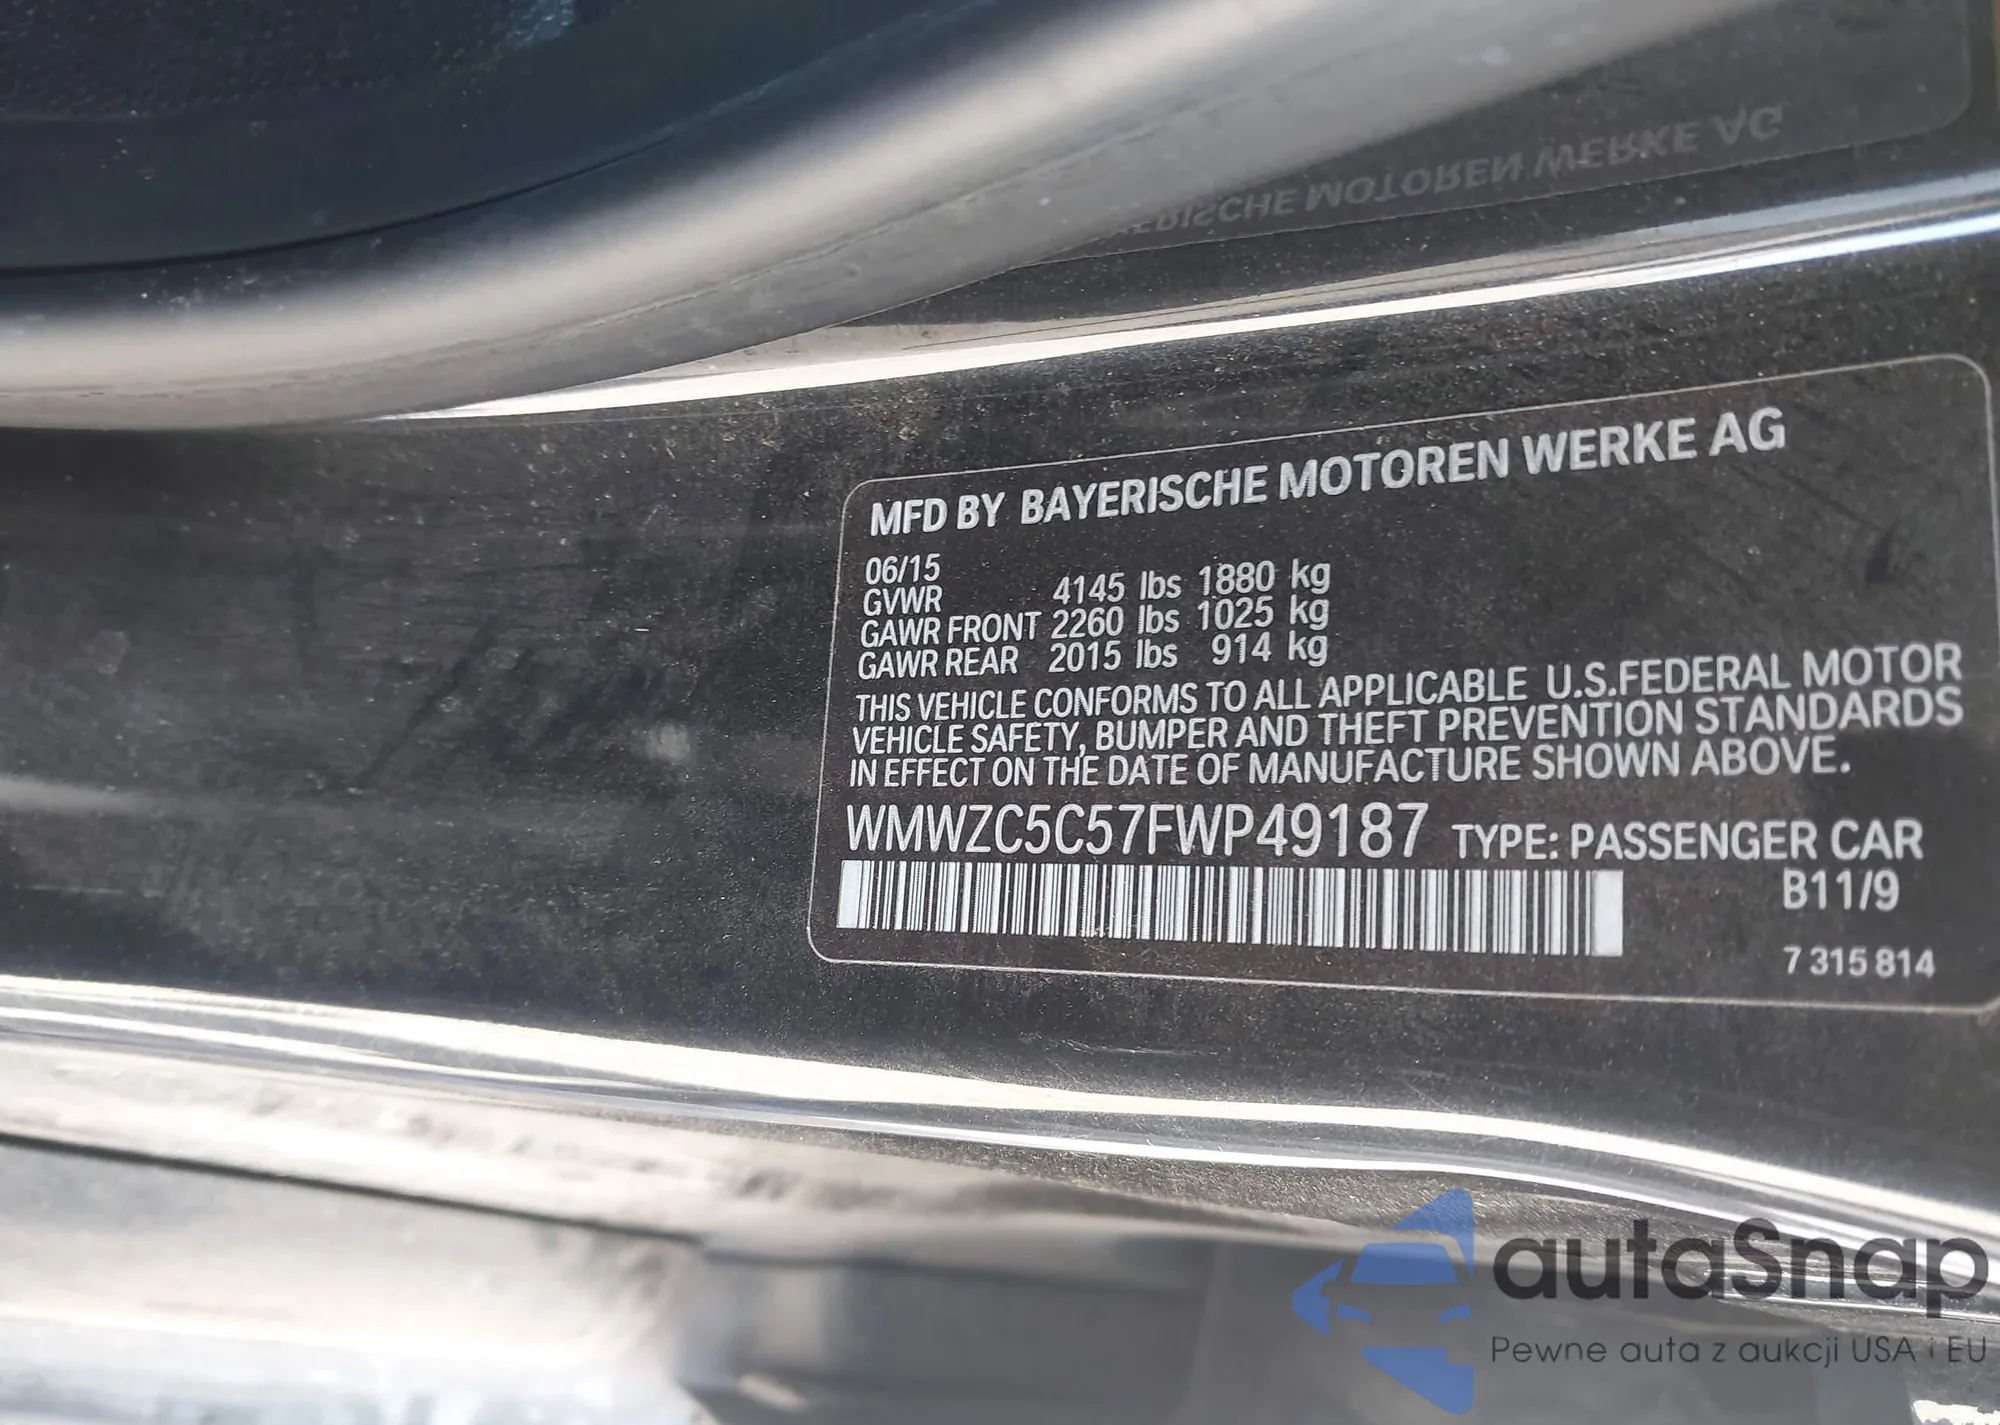 MFD BY BAYERISCHE MOTOREN WERKE AG
06/15
GVWR 4145 lbs 1880 kg
GAWR FRONT 2260 lbs 1025 kg
GAWR REAR 2015 lbs 914 kg
THIS VEHICLE CONFORMS TO ALL APPLICABLE U.S.FEDERAL MOTOR
VEHICLE SAFETY, BUMPER AND THEFT PREVENTION STANDARDS
IN EFFECT ON THE DATE OF MANUFACTURE SHOWN ABOVE.
WMWZC5C57FWP49187 TYPE: PASSENGER CAR
B11/9
7 315 814
autaSnap
Pewne auta z aukcji USA i EU